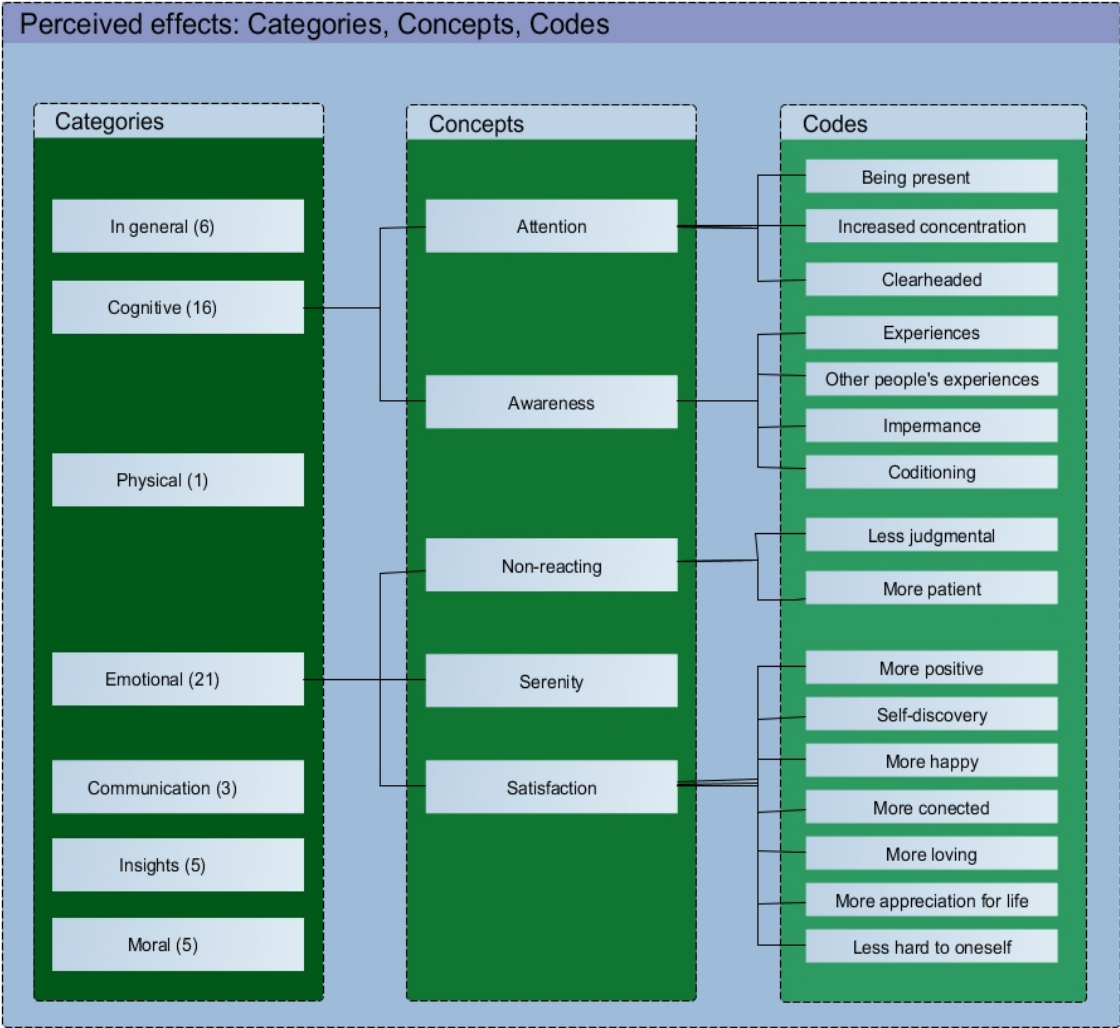 Perceived effects: Categories, Concepts, Codes
Categories
In general (6)
Cognitive (16)
Physical (1)
Emotional (21)
Communication (3)
Insights (5)
Moral (5)
Concepts
Attention
Awareness
Non-reacting
Serenity
Satisfaction
Codes
Being present
Increased concentration
Clearheaded
Experiences
Other people's experiences
Impermance
Coditioning
Less judgmental
More patient
More positive
Self-discovery
More happy
More conected
More loving
More appreciation for life
Less hard to oneself